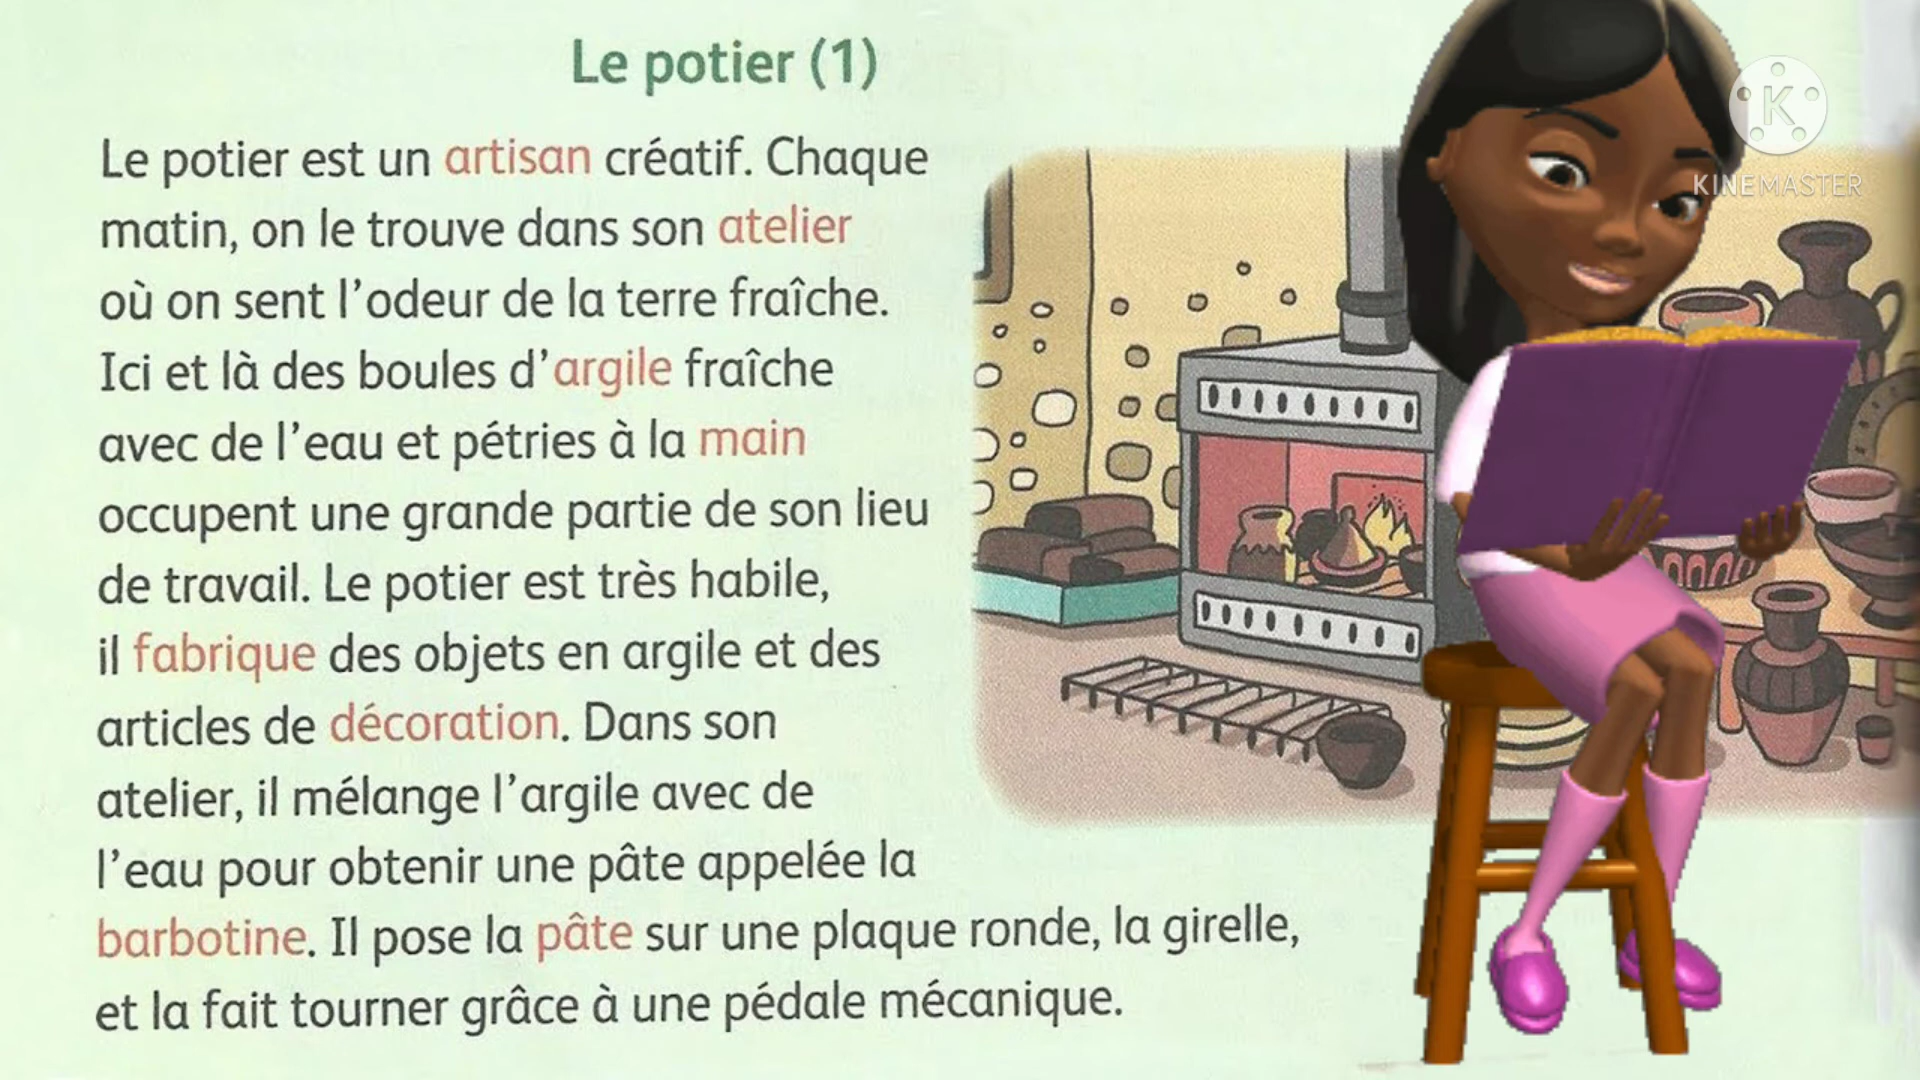 Le potier (1)
Le potier est un artisan créatif. Chaque
matin, on le trouve dans son atelier
où on sent l'odeur de la terre fraîche.
Ici et là des boules d'argile fraîche
avec de l'eau et pétries à la main
occupent une grande partie de son lieu
de travail. Le potier est très habile,
il fabrique des objets en argile et des
articles de décoration. Dans son
atelier, il mélange l'argile avec de
l'eau pour obtenir une pâte appelée la
barbotine. Il pose la pâte sur une plaque ronde, la girelle,
et la fait tourner grâce à une pédale mécanique.
K
KINEMASTER